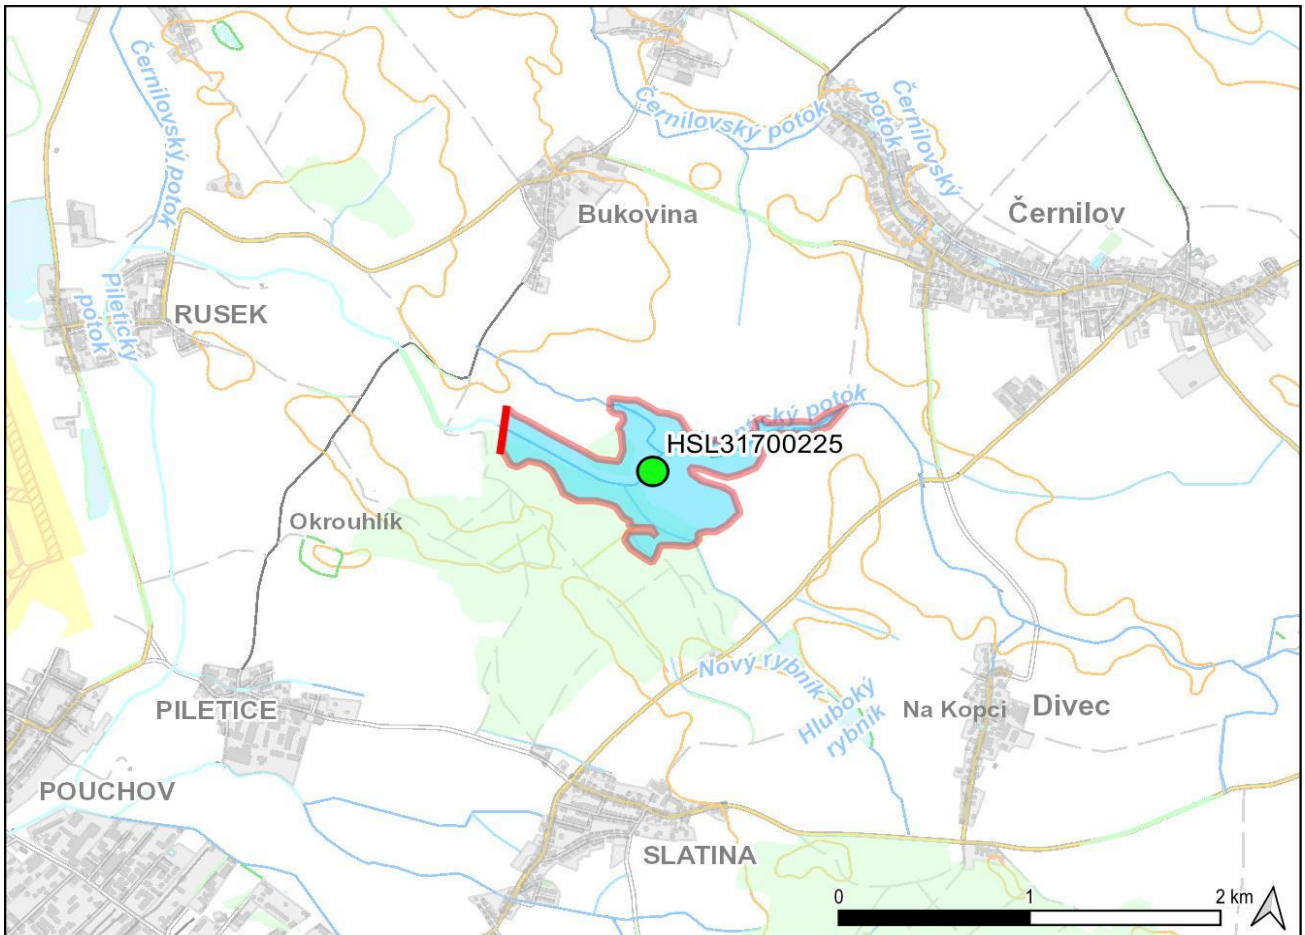 Černilovský potok
Černilovský potok
Černilovský
potok
Bukovina
Černilov
Piletický
potok
RUSEK
potok
HSL31700225
Okrouhlík
Nový rybník
Hluboký
rybník
Na Kopci
Divec
PILETICE
POUCHOV
SLATINA
0
1
2 km